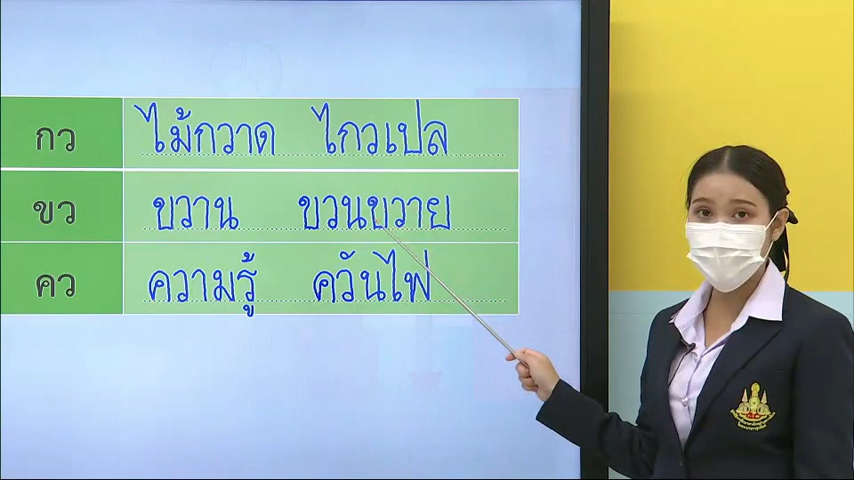 กว ไม้กวาด ไกวเปล
ขว ขวาน ขวนขวาย
คว ความรู้ ควันไฟ